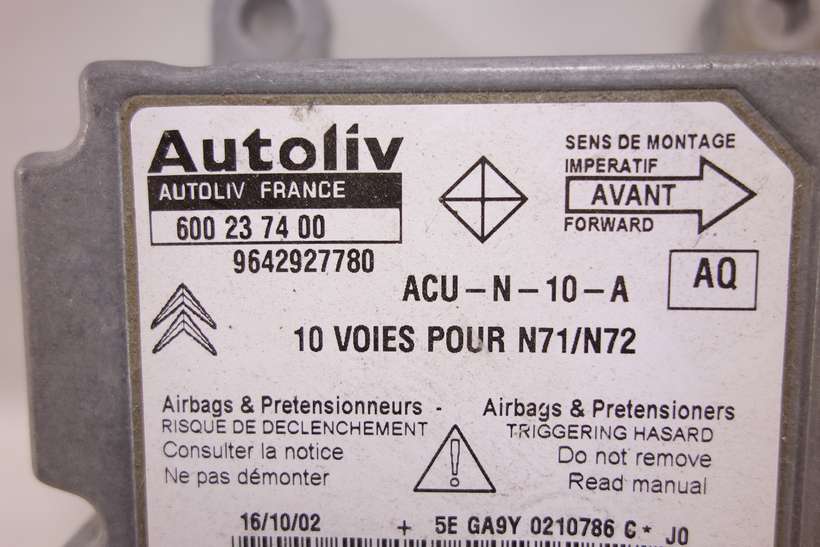 Autoliv
AUTOLIV FRANCE
600 23 74 00
9642927780
SENS DE MONTAGE
IMPERATIF
AVANT
FORWARD
ACU-N-10-A
AQ
10 VOIES POUR N71/N72
Airbags & Pretensionneurs - Airbags & Pretensioners
RISQUE DE DECLENCHEMENT TRIGGERING HASARD
Consulter la notice Do not remove
Ne pas démonter Read manual
16/10/02 + 5E GA9Y 0210786 C* J0